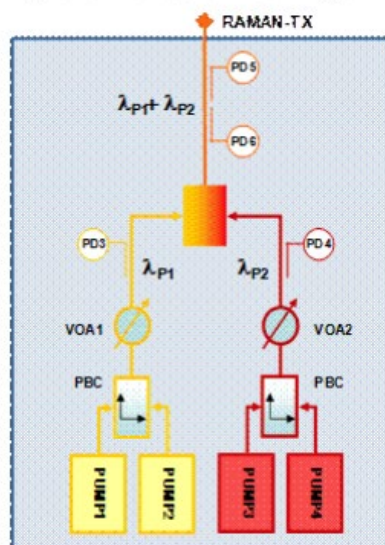 RAMAN-TX
PD5
λP1+ λP2
PD6
PD3
PD4
λP1
λP2
VOA1
VOA2
PBC
PBC
PUMP1
PUMP2
PUMP3
PUMP4